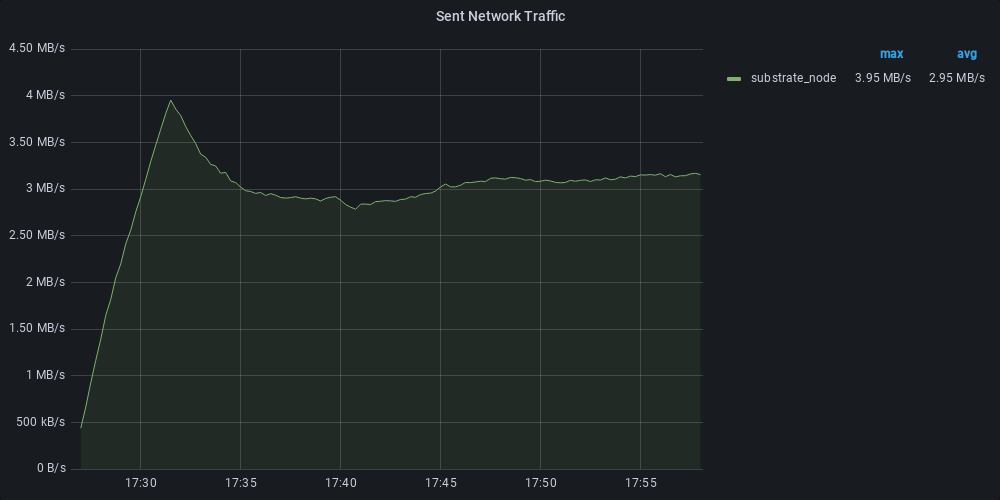 Sent Network Traffic
4.50 MB/s
4 MB/s
3.50 MB/s
3 MB/s
2.50 MB/s
2 MB/s
1.50 MB/s
1 MB/s
500 kB/s
0 B/s
17:30 17:35 17:40 17:45 17:50 17:55
max avg
substrate_node 3.95 MB/s 2.95 MB/s